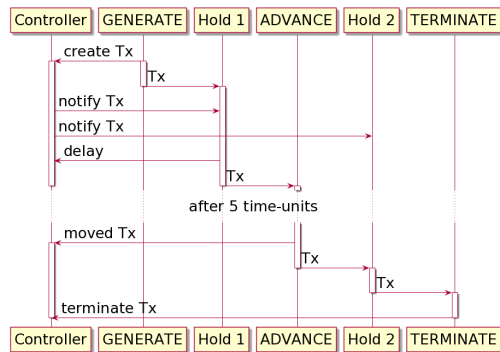 Controller GENERATE Hold 1 ADVANCE Hold 2 TERMINATE
create Tx
Tx
notify Tx
notify Tx
delay
Tx
after 5 time-units
moved Tx
Tx
Tx
terminate Tx
Controller GENERATE Hold 1 ADVANCE Hold 2 TERMINATE